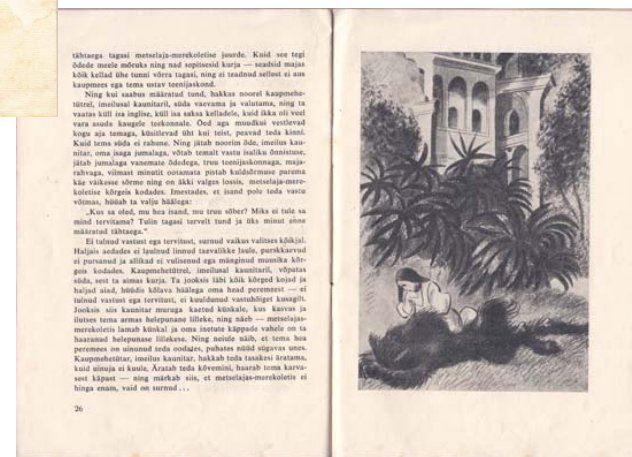 tähtaega tagasi metselaja-merekoletise juurde. Kuid see tegi
õdede meele mõruks ning nad sepitsesid kurja — seadsid majas
kõik kellad ühe tunni võrra tagasi, ning ei teadnud sellest ei aus
kaupmees ega tema ustav teenijaskond.
Ning kui saabus määratud tund, hakkas noorel kaupmehe-
tütrel, imeilusal kaunitaril, süda vaevama ja valutama, ning ta
vaatas küll isa inglise, küll isa saksa kelladele, kuid ikka oli veel
vara asuda kaugele teekonnale. Õed aga muudkui vestlevad
kogu aja temaga, küsitlevad üht kui teist, peavad teda kinni.
Kuid tema süda ei rahune. Ning jätab noorim õde, imeilus kau-
nitar, oma isaga jumalaga, võtab temalt vastu isaliku õnnistuse,
jätab jumalaga vanemate õdedega, truu teenijaskonnaga, maja-
rahvaga, viimast minutit ootamata pistab kuldsõrmuse parema
käe väikesse sõrme ning on äkki valges lossis, metselaja-mere-
koletise kõrgeis kodades. Imestades, et isand pole teda vastu
võtmas, hüüab ta valju häälega:
„Kus sa oled, mu hea isand, mu truu sõber? Miks ei tule sa
mind tervitama? Tulin tagasi tervelt tund ja üks minut enne
määratud tähtaega.“
Ei tulnud vastust ega tervitust, surnud vaikus valitses kõikjal.
Haljais aedades ei laulnud linnud taevalikke laule, purskkaevud
ei pursanud ja allikad ei vulisenud ega mänginud muusika kõr-
geis kodades. Kaupmehetütrel, imeilusal kaunitaril, võpatas
süda, sest ta aimas kurja. Ta jooksis läbi kõik kõrged kojad ja
haljad aiad, hüüdis kõlava häälega oma head peremeest — ei
tulnud vastust ega tervitust, ei kuuldunud vastuhõiget kusagilt.
Jooksis siis kaunitar muruga kaetud künkale, kus kasvas ja
ilutses tema armas helepunane lilleke, ning näeb — metselajas-
merekoletis lamab künkal ja oma inetute käppade vahele on ta
haaranud helepunase lillekese. Ning neiule näib, et tema hea
peremees on uinunud teda oodates, puhates nüüd sügavas unes.
Kaupmehetütar, imeilus kaunitar, hakkab teda tasakesi äratama,
kuid uinuja ei kuule. Äratab teda kõvemini, haarab tema karva-
sest käpast — ning märkab siis, et metselajas-merekoletis ei
hinga enam, vaid on surnud...
26